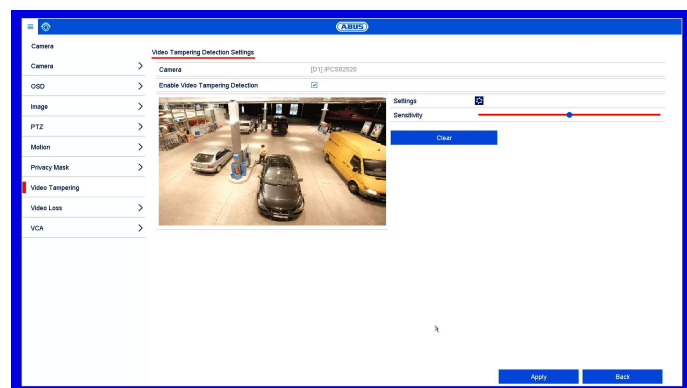 ABUS
Camera
Video Tampering Detection Settings
Camera
Camera [D1] IPCS82520
OSD
Enable Video Tampering Detection
Image
Settings
Sensitivity
PTZ
Clear
Motion
Privacy Mask
Video Tampering
Video Loss
VCA
Apply Back